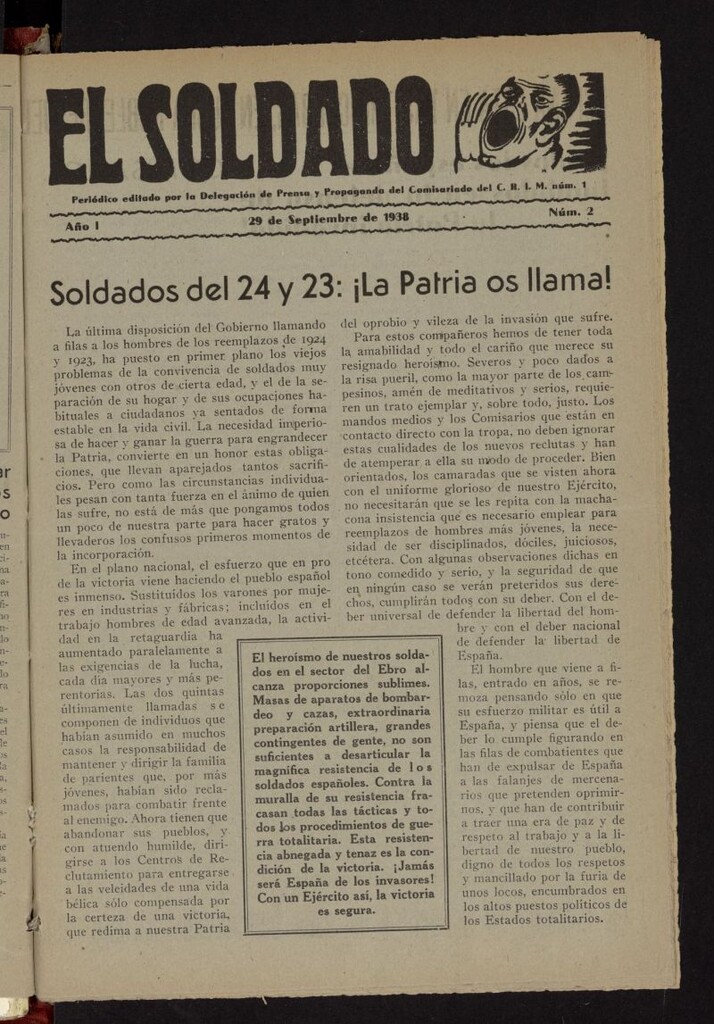 EL SOLDADO
Periódico editado por la Delegación de Prensa y Propaganda del Comisariado del C. R. I. M. núm. 1
Año I
29 de Septiembre de 1938
Núm. 2
Soldados del 24 y 23: ¡La Patria os llama!
La última disposición del Gobierno llamando
a filas a los hombres de los reemplazos de 1924
y 1923, ha puesto en primer plano los viejos
problemas de la convivencia de soldados muy
jóvenes con otros de cierta edad, y el de la se-
paración de su hogar y de sus ocupaciones ha-
bituales a ciudadanos ya sentados de forma
estable en la vida civil. La necesidad imperio-
sa de hacer y ganar la guerra para engrandecer
la Patria, convierte en un honor estas obliga-
ciones, que llevan aparejados tantos sacrifi-
cios. Pero como las circunstancias individua-
les pesan con tanta fuerza en el ánimo de quien
las sufre, no está de más que pongamos todos
un poco de nuestra parte para hacer gratos y
llevaderos los confusos primeros momentos de
la incorporación.
En el plano nacional, el esfuerzo que en pro
de la victoria viene haciendo el pueblo español
es inmenso. Sustituídos los varones por muje-
res en industrias y fábricas; incluídos en el
trabajo hombres de edad avanzada, la activi-
dad en la retaguardia ha
aumentado paralelamente a
las exigencias de la lucha,
cada día mayores y más pe-
rentorias. Las dos quintas
últimamente llamadas se
componen de individuos que
habían asumido en muchos
casos la responsabilidad de
mantener y dirigir la familia
de parientes que, por más
jóvenes, habían sido recla-
mados para combatir frente
al enemigo. Ahora tienen que
abandonar sus pueblos, y
con atuendo humilde, diri-
girse a los Centros de Re-
clutamiento para entregarse
a las veleidades de una vida
bélica sólo compensada por
la certeza de una victoria,
que redima a nuestra Patria
del oprobio y vileza de la invasión que sufre.
Para estos compañeros hemos de tener toda
la amabilidad y todo el cariño que merece su
resignado heroísmo. Severos y poco dados a
la risa pueril, como la mayor parte de los cam-
pesinos, amén de meditativos y serios, requie-
ren un trato ejemplar y, sobre todo, justo. Los
mandos medios y los Comisarios que están en
contacto directo con la tropa, no deben ignorar
estas cualidades de los nuevos reclutas y han
de atemperar a ella su modo de proceder. Bien
orientados, los camaradas que se visten ahora
con el uniforme glorioso de nuestro Ejército,
no necesitarán que se les repita con la macha-
cona insistencia que es necesario emplear para
reemplazos de hombres más jóvenes, la nece-
sidad de ser disciplinados, dóciles, juiciosos,
etcétera. Con algunas observaciones dichas en
tono comedido y serio, y la seguridad de que
en ningún caso se verán preteridos sus dere-
chos, cumplirán todos con su deber. Con el de-
ber universal de defender la libertad del hom-
bre y con el deber nacional
de defender la libertad de
España.
El hombre que viene a fi-
las, entrado en años, se re-
moza pensando sólo en que
su esfuerzo militar es útil a
España, y piensa que el de-
ber lo cumple figurando en
las filas de combatientes que
han de expulsar de España
a las falanjes de mercena-
rios que pretenden oprimir-
nos, y que han de contribuir
a traer una era de paz y de
respeto al trabajo y a la li-
bertad de nuestro pueblo,
digno de todos los respetos
y mancillado por la furia de
unos locos, encumbrados en
los altos puestos políticos de
los Estados totalitarios.
El heroísmo de nuestros solda-
dos en el sector del Ebro al-
canza proporciones sublimes.
Masas de aparatos de bombar-
deo y cazas, extraordinaria
preparación artillera, grandes
contingentes de gente, no son
suficientes a desarticular la
magnífica resistencia de los
soldados españoles. Contra la
muralla de su resistencia fra-
casan todas las tácticas y to-
dos los procedimientos de gue-
rra totalitaria. Esta resisten-
cia abnegada y tenaz es la con-
dición de la victoria. ¡Jamás
será España de los invasores!
Con un Ejército así, la victoria
es segura.